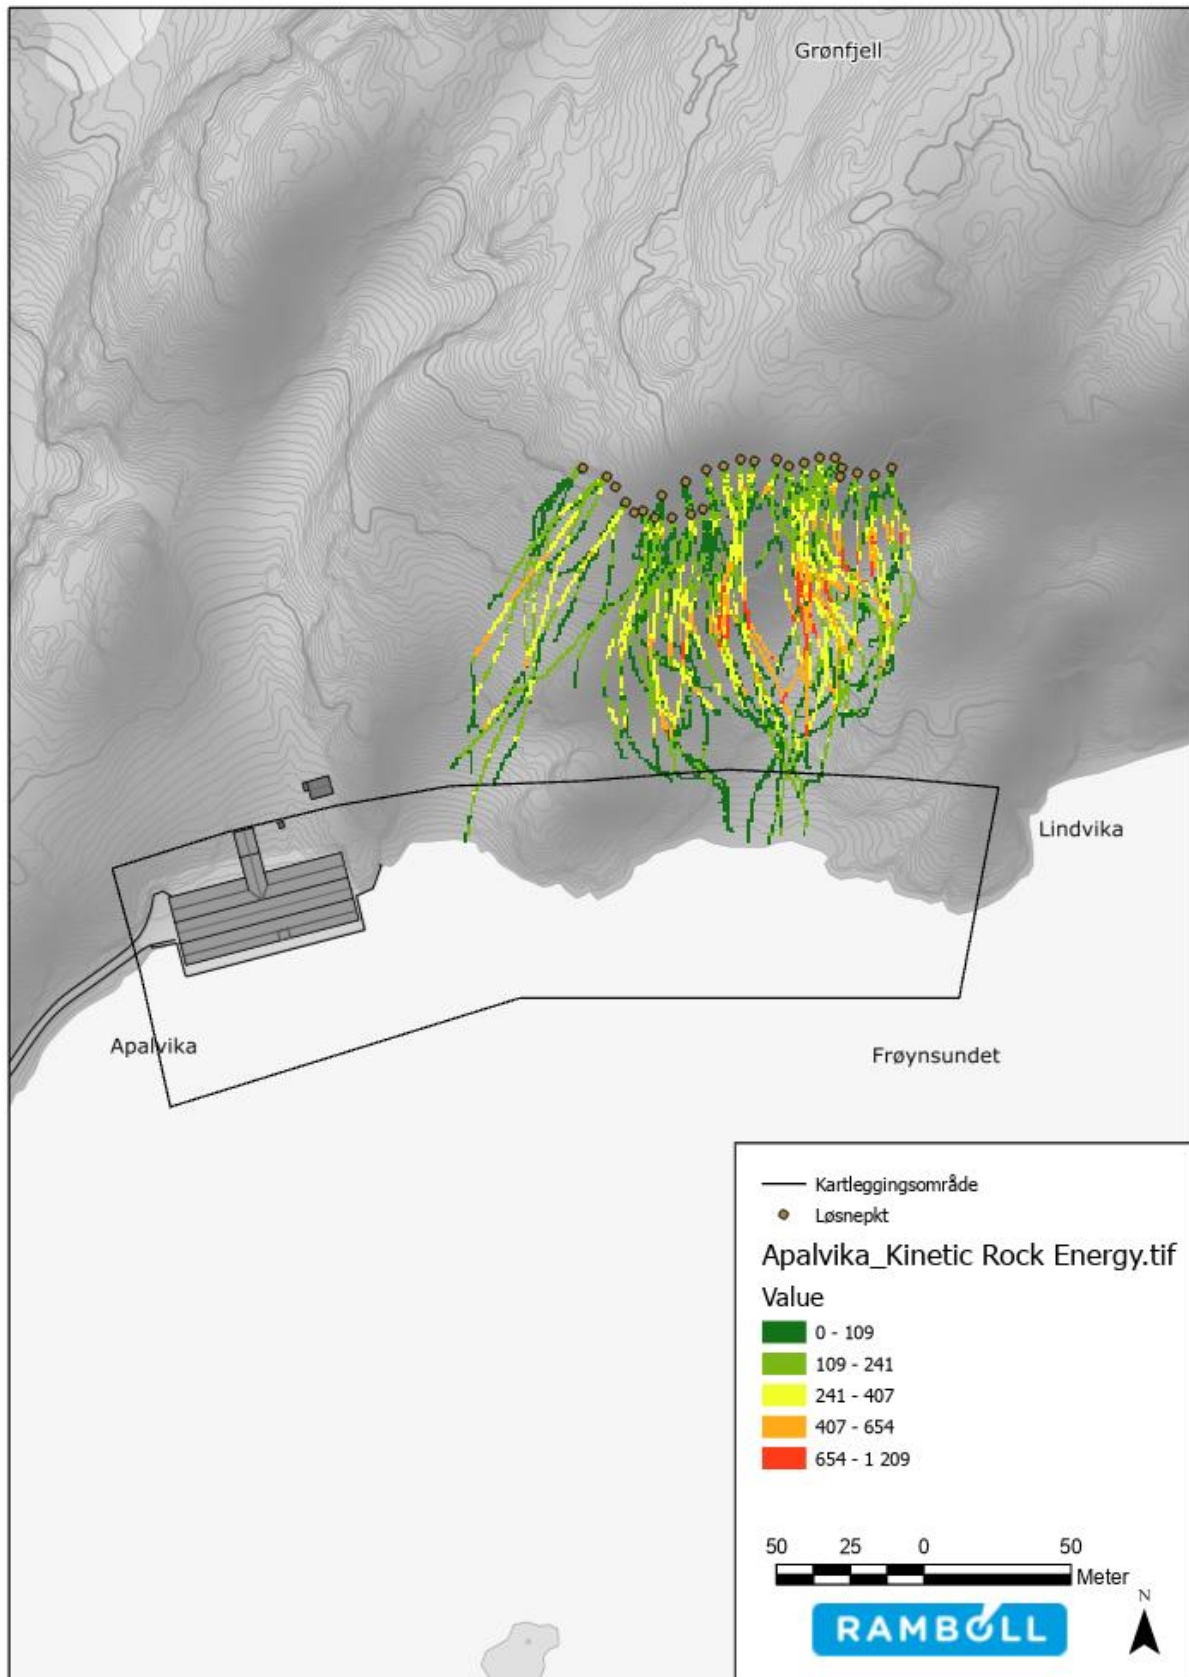 Grønfjell
Lindvika
Apalvika
Frøynsundet
Kartleggingsområde
Løsnepkt
Apalvika_Kinetic Rock Energy.tif
Value
0 - 109
109 - 241
241 - 407
407 - 654
654 - 1 209
50 25 0 50
Meter
N
RAMBOLL